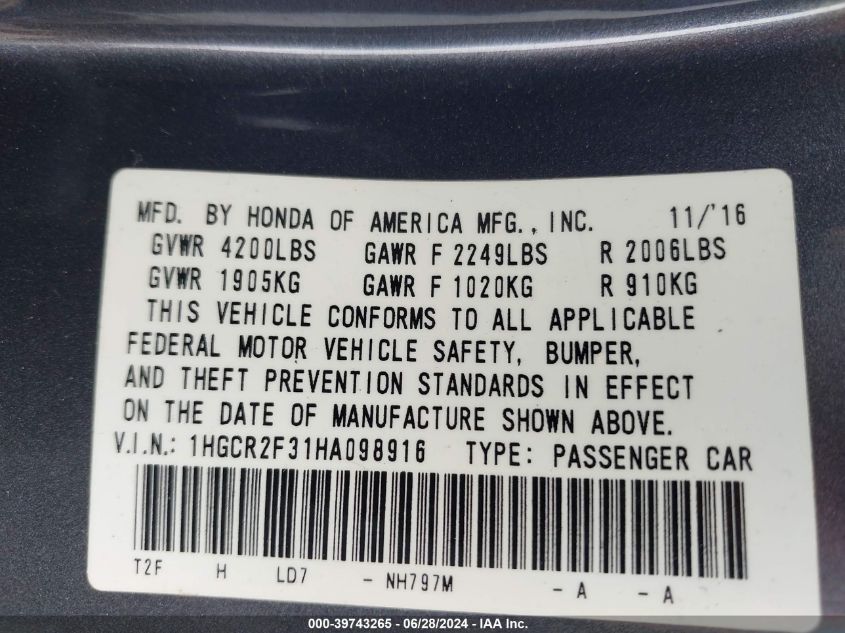 MFD. BY HONDA OF AMERICA MFG., INC. 11/'16
GVWR 4200LBS GAWR F 2249LBS R 2006LBS
GVWR 1905KG GAWR F 1020KG R 910KG
THIS VEHICLE CONFORMS TO ALL APPLICABLE
FEDERAL MOTOR VEHICLE SAFETY, BUMPER,
AND THEFT PREVENTION STANDARDS IN EFFECT
ON THE DATE OF MANUFACTURE SHOWN ABOVE.
V.I.N.: 1HGCR2F31HA098916 TYPE: PASSENGER CAR
T2F H LD7 - NH797M - A - A
000-39743265 - 06/28/2024 - IAA Inc.